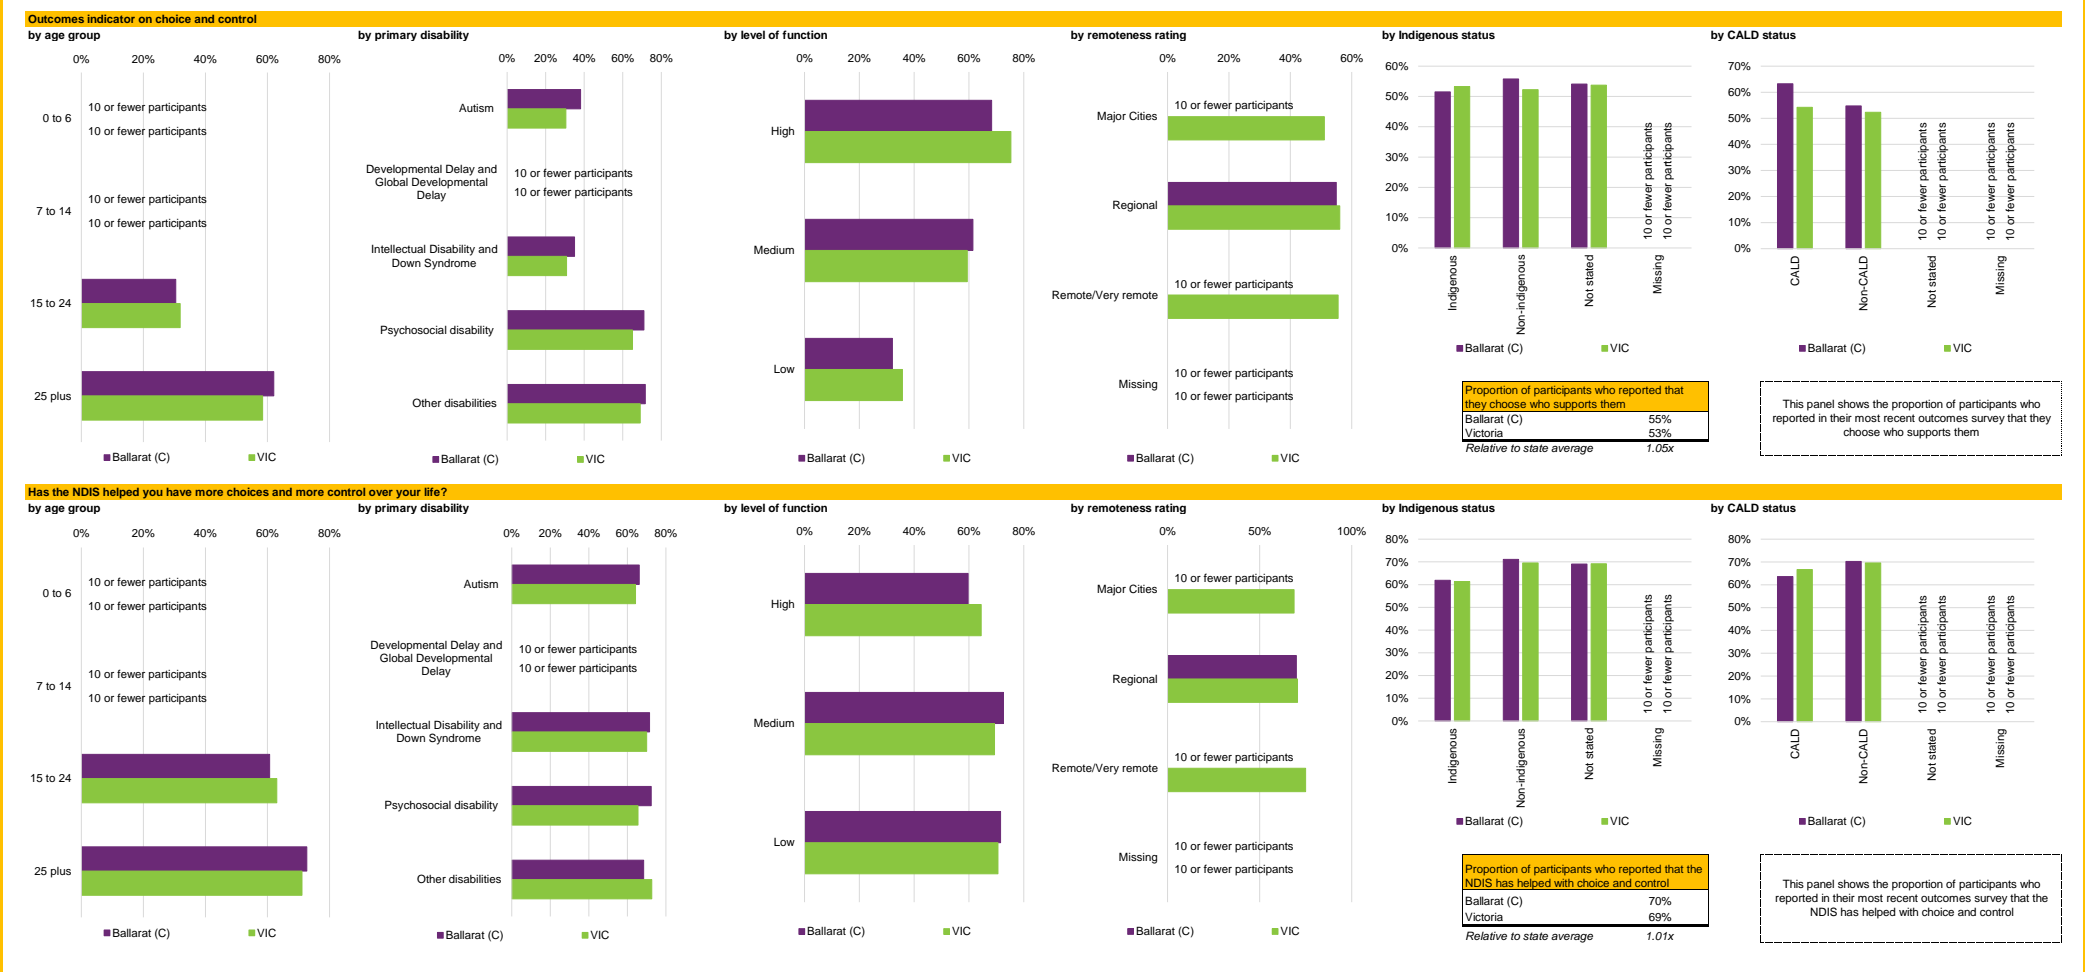 Outcomes indicator on choice and control
by age group
0% 20% 40% 60% 80%
0 to 6
10 or fewer participants
10 or fewer participants
7 to 14
10 or fewer participants
10 or fewer participants
15 to 24
25 plus
Ballarat (C) VIC
by primary disability
0% 20% 40% 60% 80%
Autism
Developmental Delay and
Global Developmental
Delay
10 or fewer participants
10 or fewer participants
Intellectual Disability and
Down Syndrome
Psychosocial disability
Other disabilities
Ballarat (C) VIC
by level of function
0% 20% 40% 60% 80%
High
Medium
Low
Ballarat (C) VIC
by remoteness rating
0% 20% 40% 60%
Major Cities
10 or fewer participants
Regional
Remote/Very remote
10 or fewer participants
Missing
10 or fewer participants
10 or fewer participants
Ballarat (C) VIC
by Indigenous status
60%
50%
40%
30%
20%
10%
0%
10 or fewer participants
10 or fewer participants
Indigenous
Non-indigenous
Not stated
Missing
Ballarat (C) VIC
Proportion of participants who reported that
they choose who supports them
Ballarat (C) 55%
Victoria 53%
Relative to state average 1.05x
by CALD status
70%
60%
50%
40%
30%
20%
10%
0%
10 or fewer participants
10 or fewer participants
10 or fewer participants
10 or fewer participants
CALD
Non-CALD
Not stated
Missing
Ballarat (C) VIC
This panel shows the proportion of participants who
reported in their most recent outcomes survey that they
choose who supports them
Has the NDIS helped you have more choices and more control over your life?
by age group
0% 20% 40% 60% 80%
0 to 6
10 or fewer participants
10 or fewer participants
7 to 14
10 or fewer participants
10 or fewer participants
15 to 24
25 plus
Ballarat (C) VIC
by primary disability
0% 20% 40% 60% 80%
Autism
Developmental Delay and
Global Developmental
Delay
10 or fewer participants
10 or fewer participants
Intellectual Disability and
Down Syndrome
Psychosocial disability
Other disabilities
Ballarat (C) VIC
by level of function
0% 20% 40% 60% 80%
High
Medium
Low
Ballarat (C) VIC
by remoteness rating
0% 50% 100%
Major Cities
10 or fewer participants
Regional
Remote/Very remote
10 or fewer participants
Missing
10 or fewer participants
10 or fewer participants
Ballarat (C) VIC
by Indigenous status
80%
70%
60%
50%
40%
30%
20%
10%
0%
10 or fewer participants
10 or fewer participants
Indigenous
Non-indigenous
Not stated
Missing
Ballarat (C) VIC
Proportion of participants who reported that the
NDIS has helped with choice and control
Ballarat (C) 70%
Victoria 69%
Relative to state average 1.01x
by CALD status
80%
70%
60%
50%
40%
30%
20%
10%
0%
10 or fewer participants
10 or fewer participants
10 or fewer participants
10 or fewer participants
CALD
Non-CALD
Not stated
Missing
Ballarat (C) VIC
This panel shows the proportion of participants who
reported in their most recent outcomes survey that the
NDIS has helped with choice and control